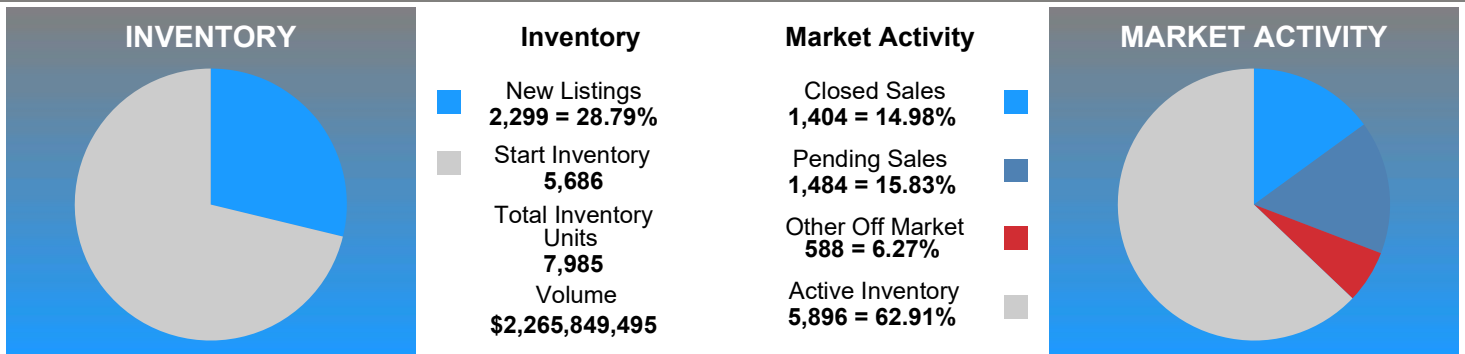 INVENTORY
Inventory
New Listings
2,299 = 28.79%
Start Inventory
5,686
Total Inventory
Units
7,985
Volume
$2,265,849,495
Market Activity
Closed Sales
1,404 = 14.98%
Pending Sales
1,484 = 15.83%
Other Off Market
588 = 6.27%
Active Inventory
5,896 = 62.91%
MARKET ACTIVITY